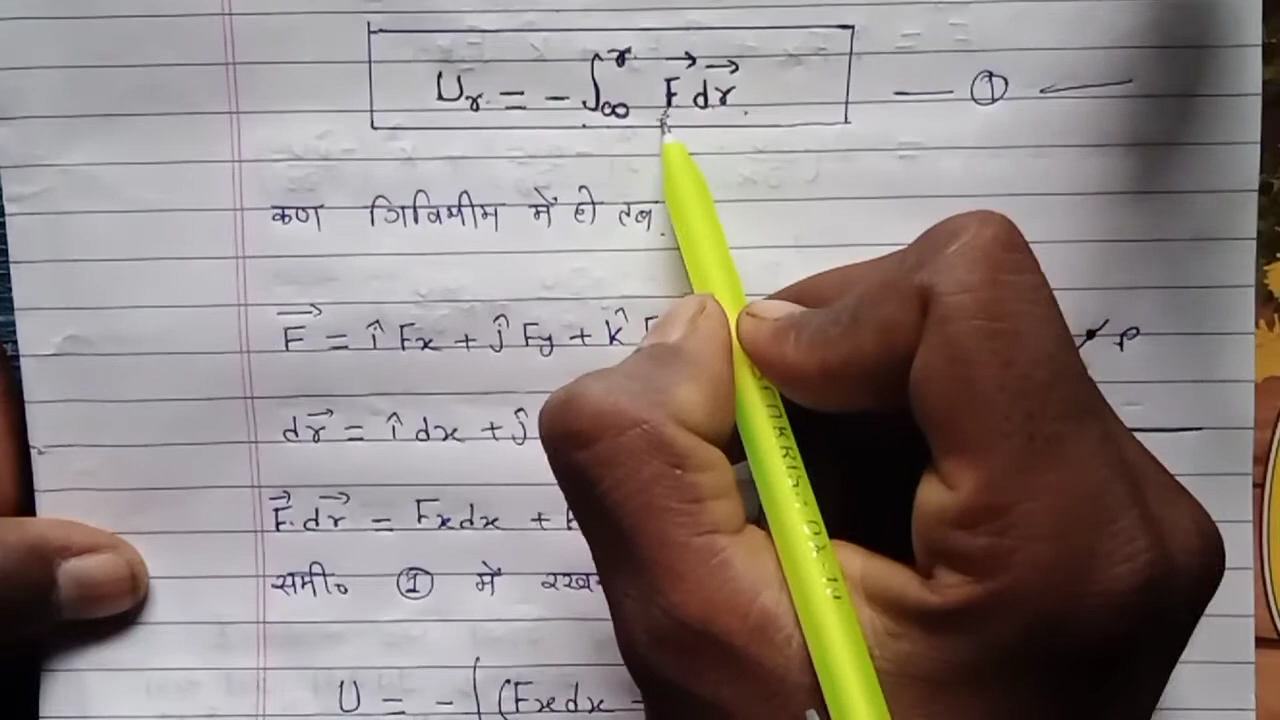 Uᵣ = - ∫∞^r F⃗ dr⃗. — ① —
कण त्रिविमीय में हो तब.
F⃗ = î Fx + ĵ Fy + k̂
P
dr⃗ = î dx + ĵ
F⃗.dr⃗ = Fxdx +
समी० ① में रख
U = - ∫ (Fxdx